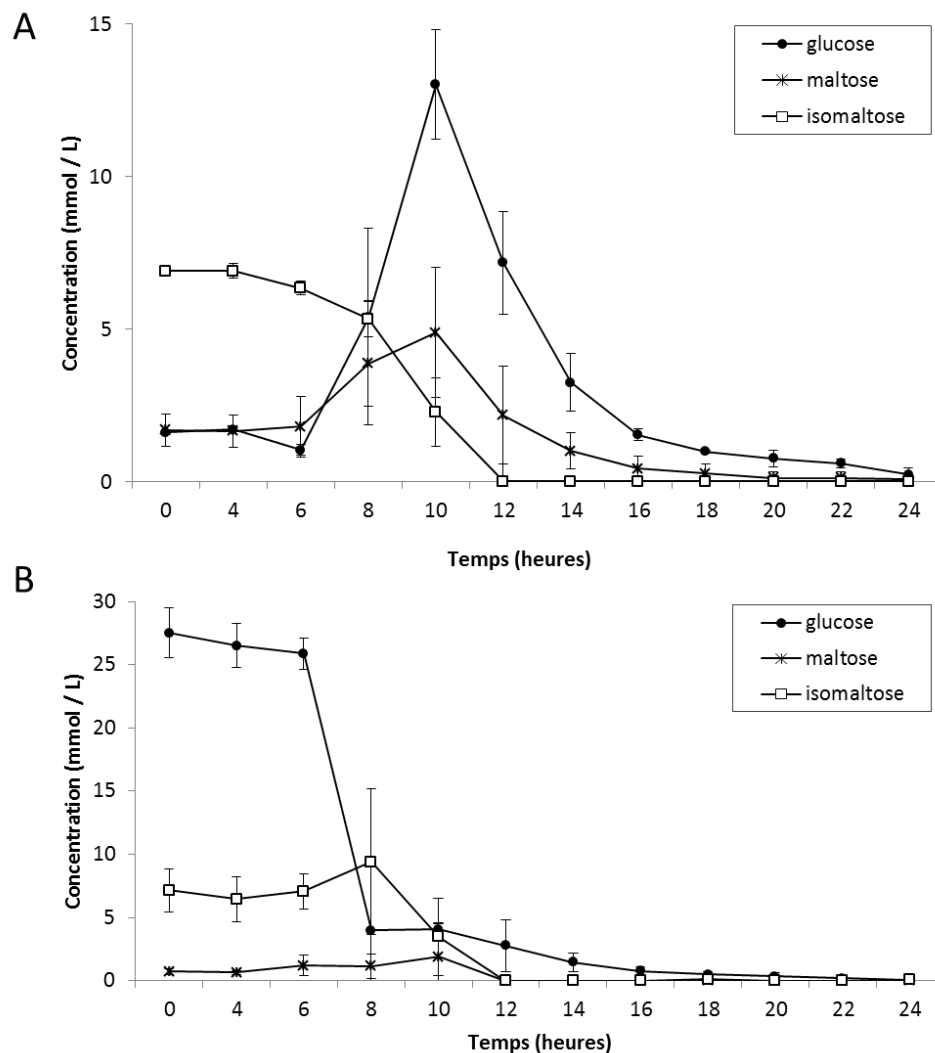 A
15
glucose
maltose
isomaltose
10
5
0
Concentration (mmol / L)
0 4 6 8 10 12 14 16 18 20 22 24
Temps (heures)
B
30
glucose
maltose
isomaltose
25
20
15
10
5
0
Concentration (mmol / L)
0 4 6 8 10 12 14 16 18 20 22 24
Temps (heures)